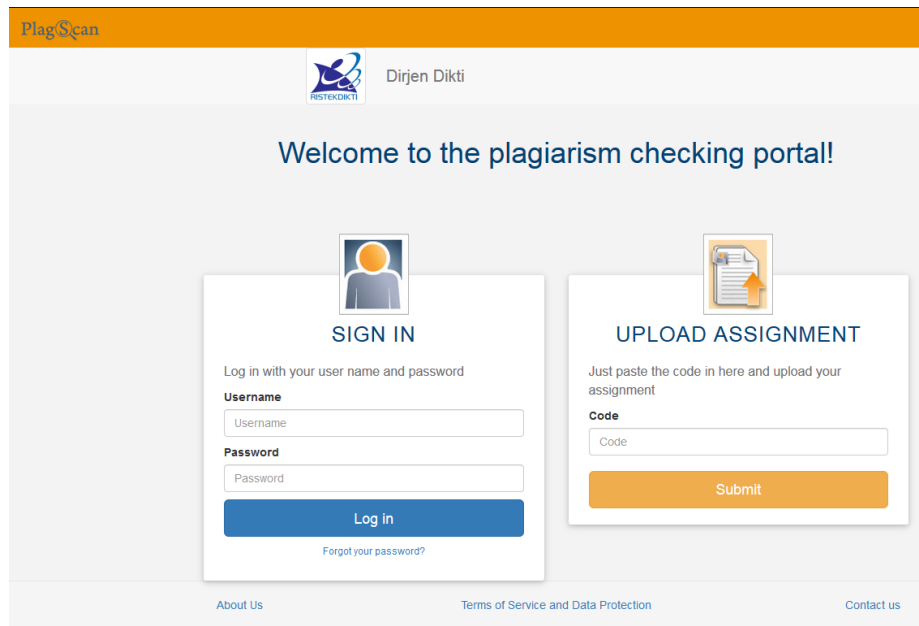 PlagScan
RISTEKDIKTI
Dirjen Dikti
Welcome to the plagiarism checking portal!
SIGN IN
Log in with your user name and password
Username
Username
Password
Password
Log in
Forgot your password?
UPLOAD ASSIGNMENT
Just paste the code in here and upload your
assignment
Code
Code
Submit
About Us
Terms of Service and Data Protection
Contact us